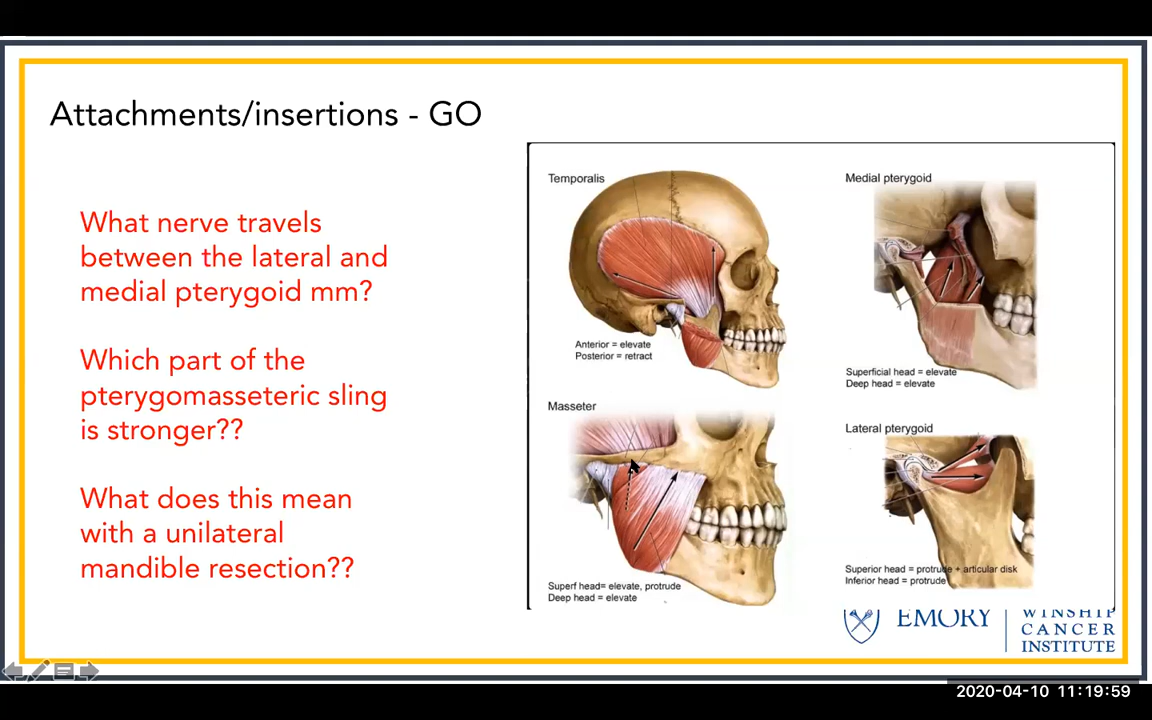 Attachments/insertions - GO
What nerve travels
between the lateral and
medial pterygoid mm?
Which part of the
pterygomasseteric sling
is stronger??
What does this mean
with a unilateral
mandible resection??
Temporalis
Anterior = elevate
Posterior = retract
Medial pterygoid
Superficial head = elevate
Deep head = elevate
Masseter
Superf head= elevate, protrude
Deep head = elevate
Lateral pterygoid
Superior head = protrude + articular disk
Inferior head = protrude
EMORY
WINSHIP
CANCER
INSTITUTE
2020-04-10 11:19:59